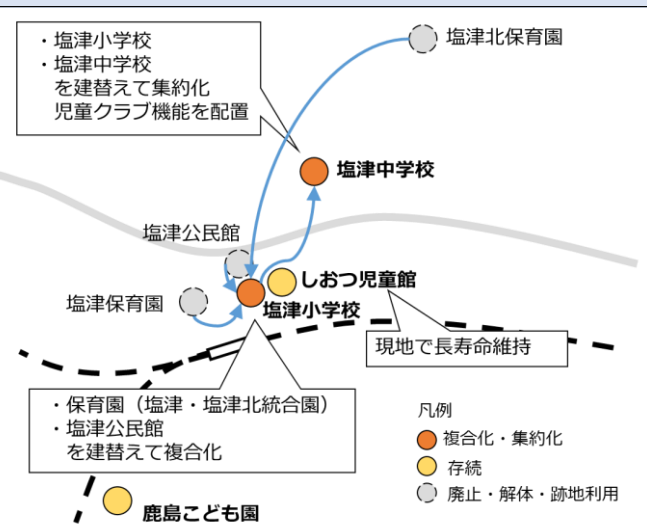 ・塩津小学校
・塩津中学校
を建替えて集約化
児童クラブ機能を配置
塩津北保育園
塩津中学校
塩津公民館
しおつ児童館
塩津保育園
塩津小学校
現地で長寿命維持
・保育園（塩津・塩津北統合園）
・塩津公民館
を建替えて複合化
鹿島こども園
凡例
複合化・集約化
存続
廃止・解体・跡地利用